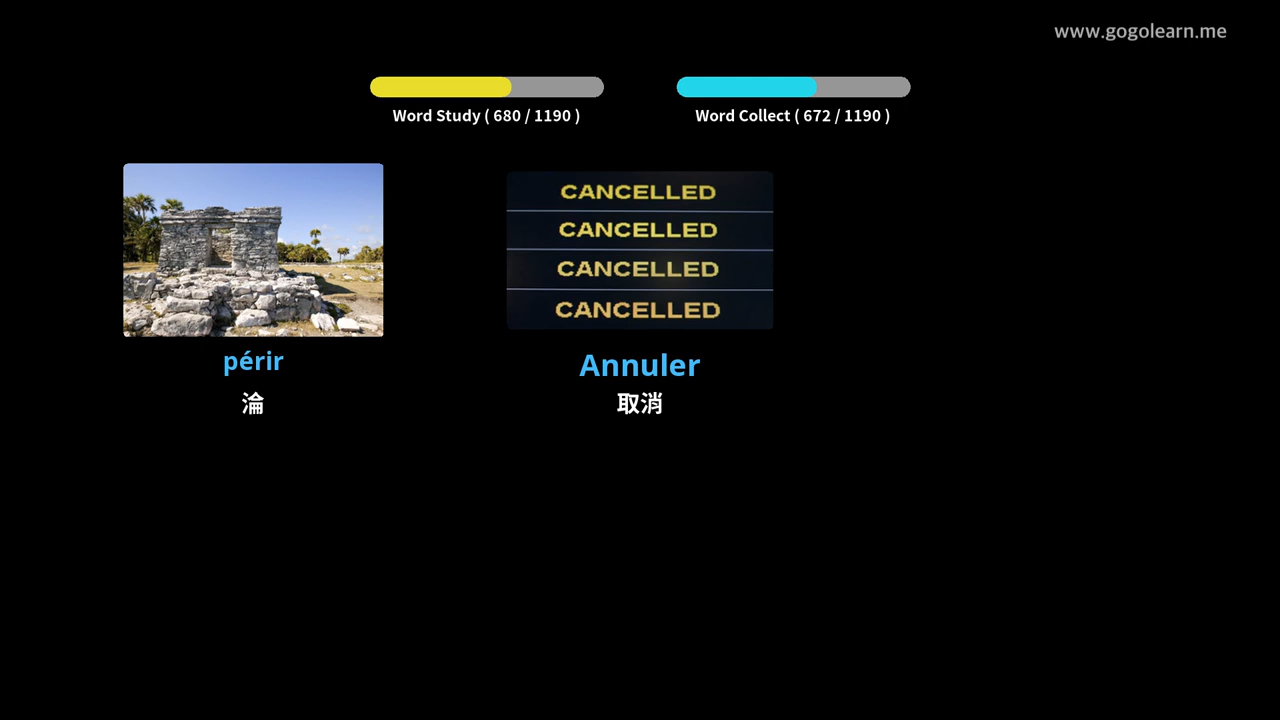 www.gogolearn.me
Word Study ( 680 / 1190 )
Word Collect ( 672 / 1190 )
CANCELLED
CANCELLED
CANCELLED
CANCELLED
périr
淪
Annuler
取消